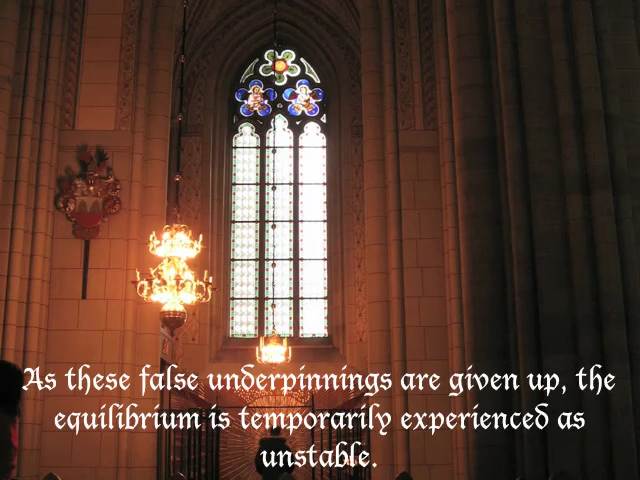 As these false underpinnings are given up, the
equilibrium is temporarily experienced as
unstable.